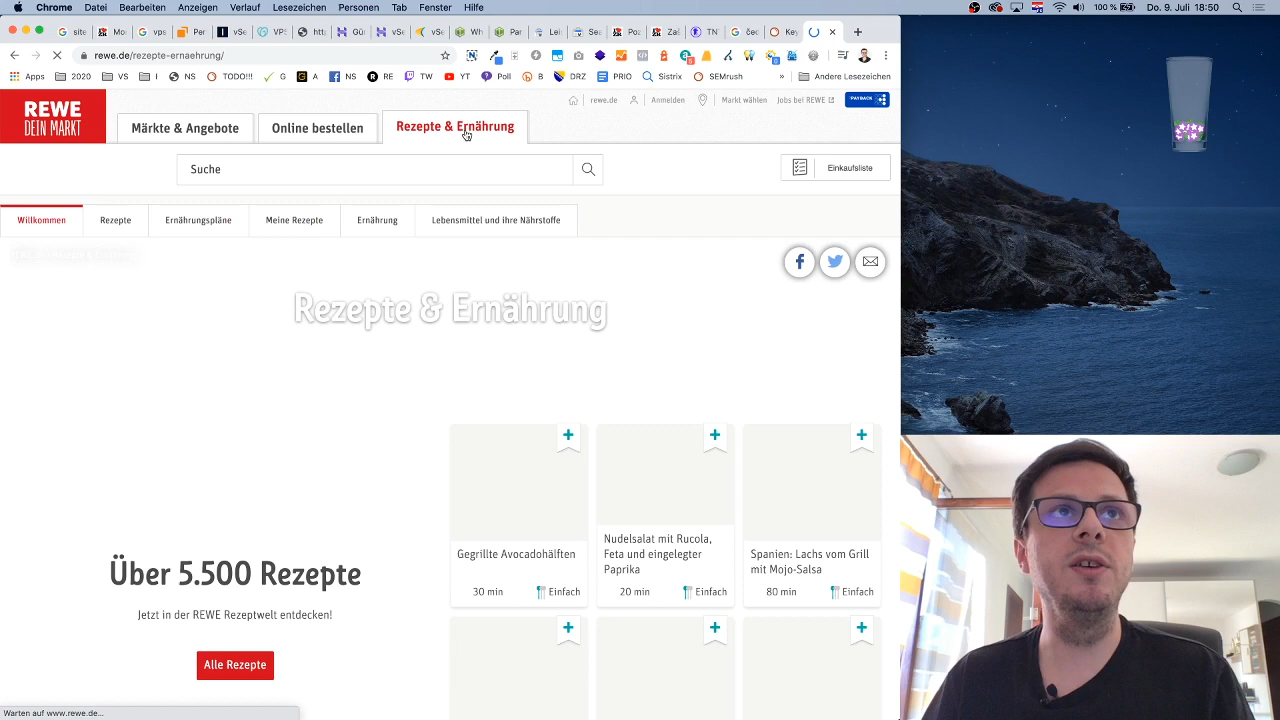 Chrome Datei Bearbeiten Anzeigen Verlauf Lesezeichen Personen Tab Fenster Hilfe 100 % Do. 9. Juli 18:50
rewe.de/rezepte-ernaehrung/
Apps 2020 VS I NS TODO!!! G A NS RE TW YT Poll B DRZ PRIO Sistrix SEMrush » Andere Lesezeichen
REWE
DEIN MARKT
rewe.de Anmelden Markt wählen Jobs bei REWE PAYBACK
Märkte & Angebote Online bestellen Rezepte & Ernährung
Suche Einkaufsliste
Willkommen Rezepte Ernährungspläne Meine Rezepte Ernährung Lebensmittel und ihre Nährstoffe
Rezepte & Ernährung
Über 5.500 Rezepte
Jetzt in der REWE Rezeptwelt entdecken!
Alle Rezepte
Gegrillte Avocadohälften
30 min Einfach
Nudelsalat mit Rucola,
Feta und eingelegter
Paprika
20 min Einfach
Spanien: Lachs vom Grill
mit Mojo-Salsa
80 min Einfach
Warten auf www.rewe.de...